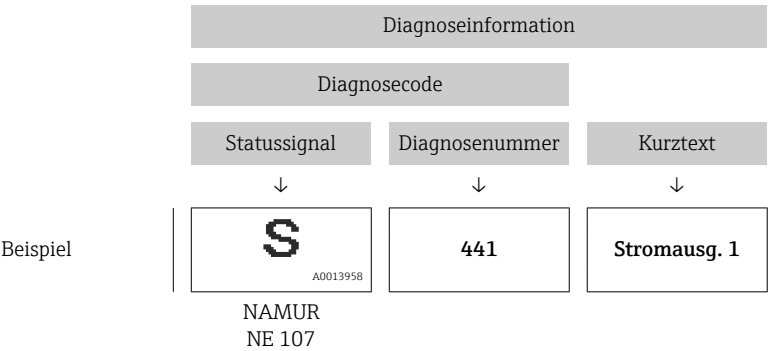 Diagnoseinformation
Diagnosecode
Statussignal Diagnosenummer Kurztext
↓ ↓ ↓
Beispiel S 441 Stromausg. 1
A0013958
NAMUR
NE 107